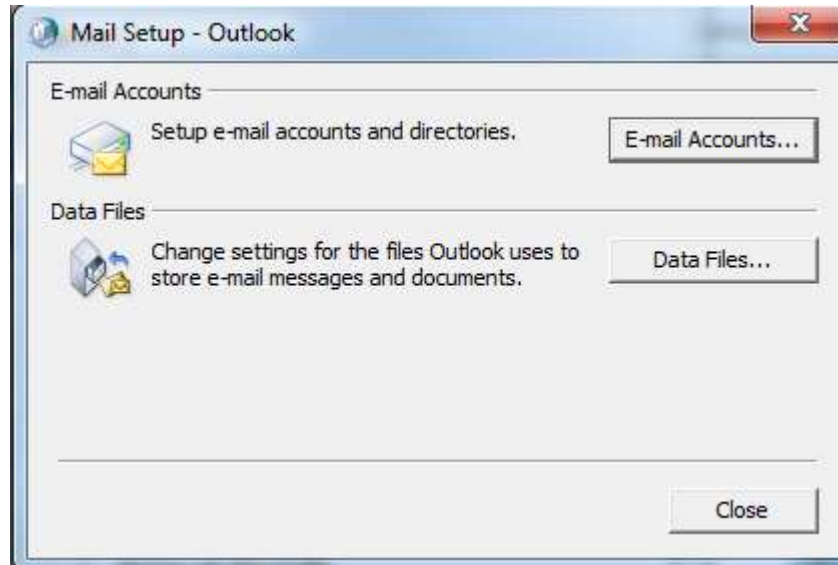 Mail Setup - Outlook
E-mail Accounts
Setup e-mail accounts and directories.
E-mail Accounts...
Data Files
Change settings for the files Outlook uses to
store e-mail messages and documents.
Data Files...
Close